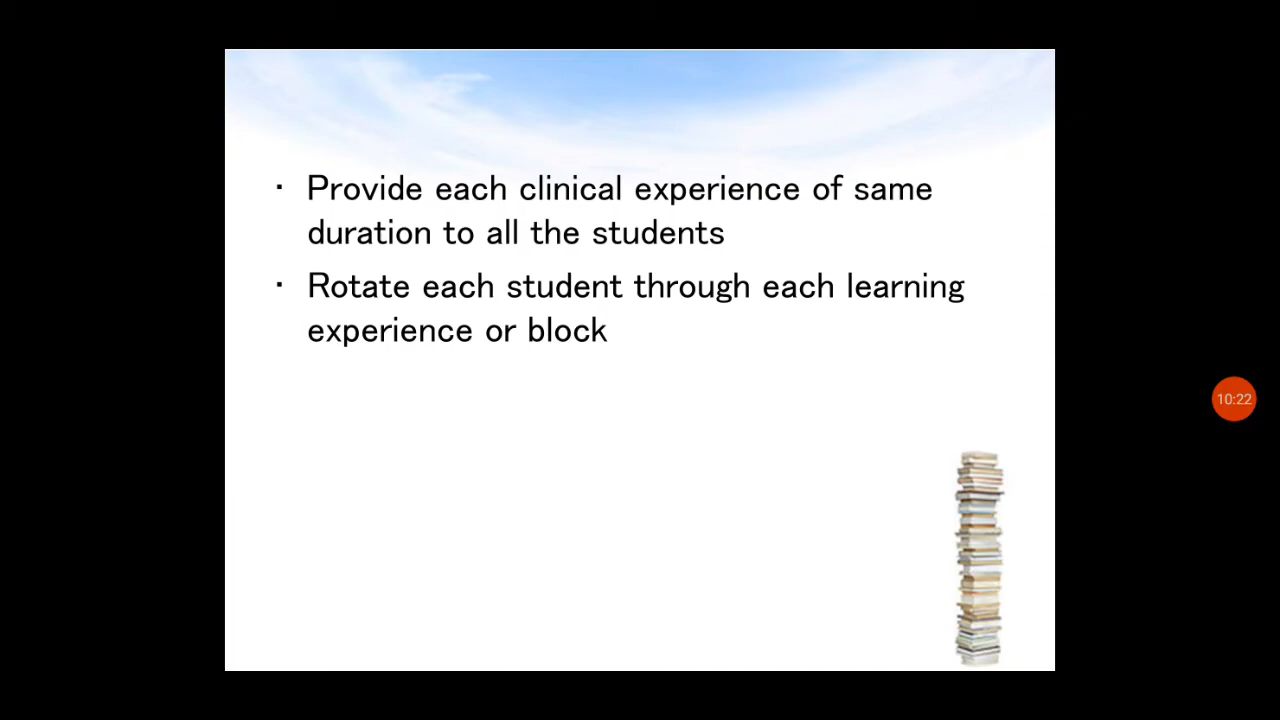 · Provide each clinical experience of same
duration to all the students
· Rotate each student through each learning
experience or block
10:22